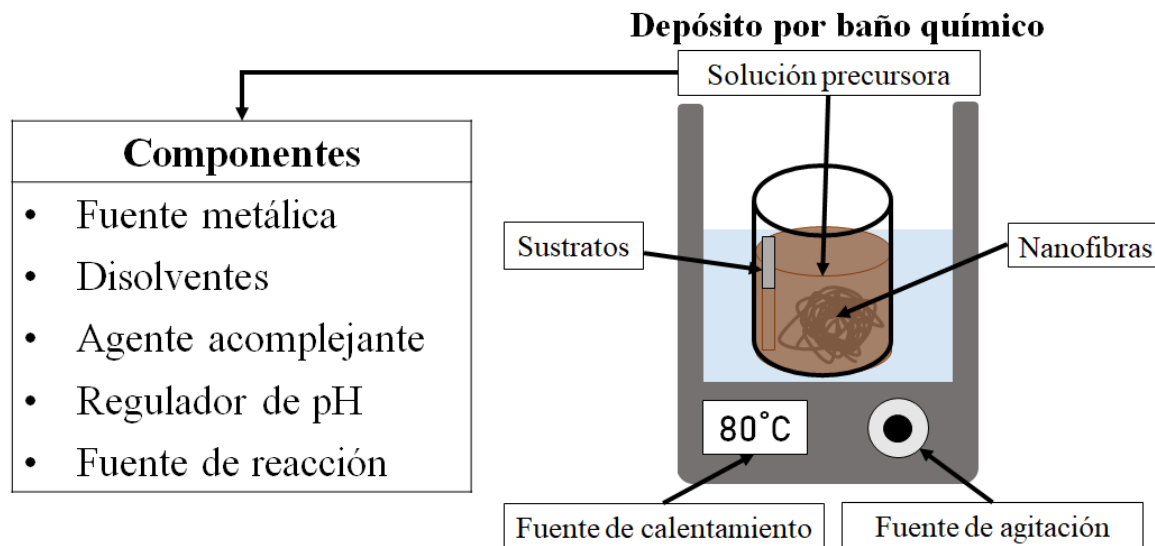 Depósito por baño químico
Solución precursora
Componentes
• Fuente metálica
• Disolventes
• Agente acomplejante
• Regulador de pH
• Fuente de reacción
Sustratos
Nanofibras
80°C
Fuente de calentamiento
Fuente de agitación